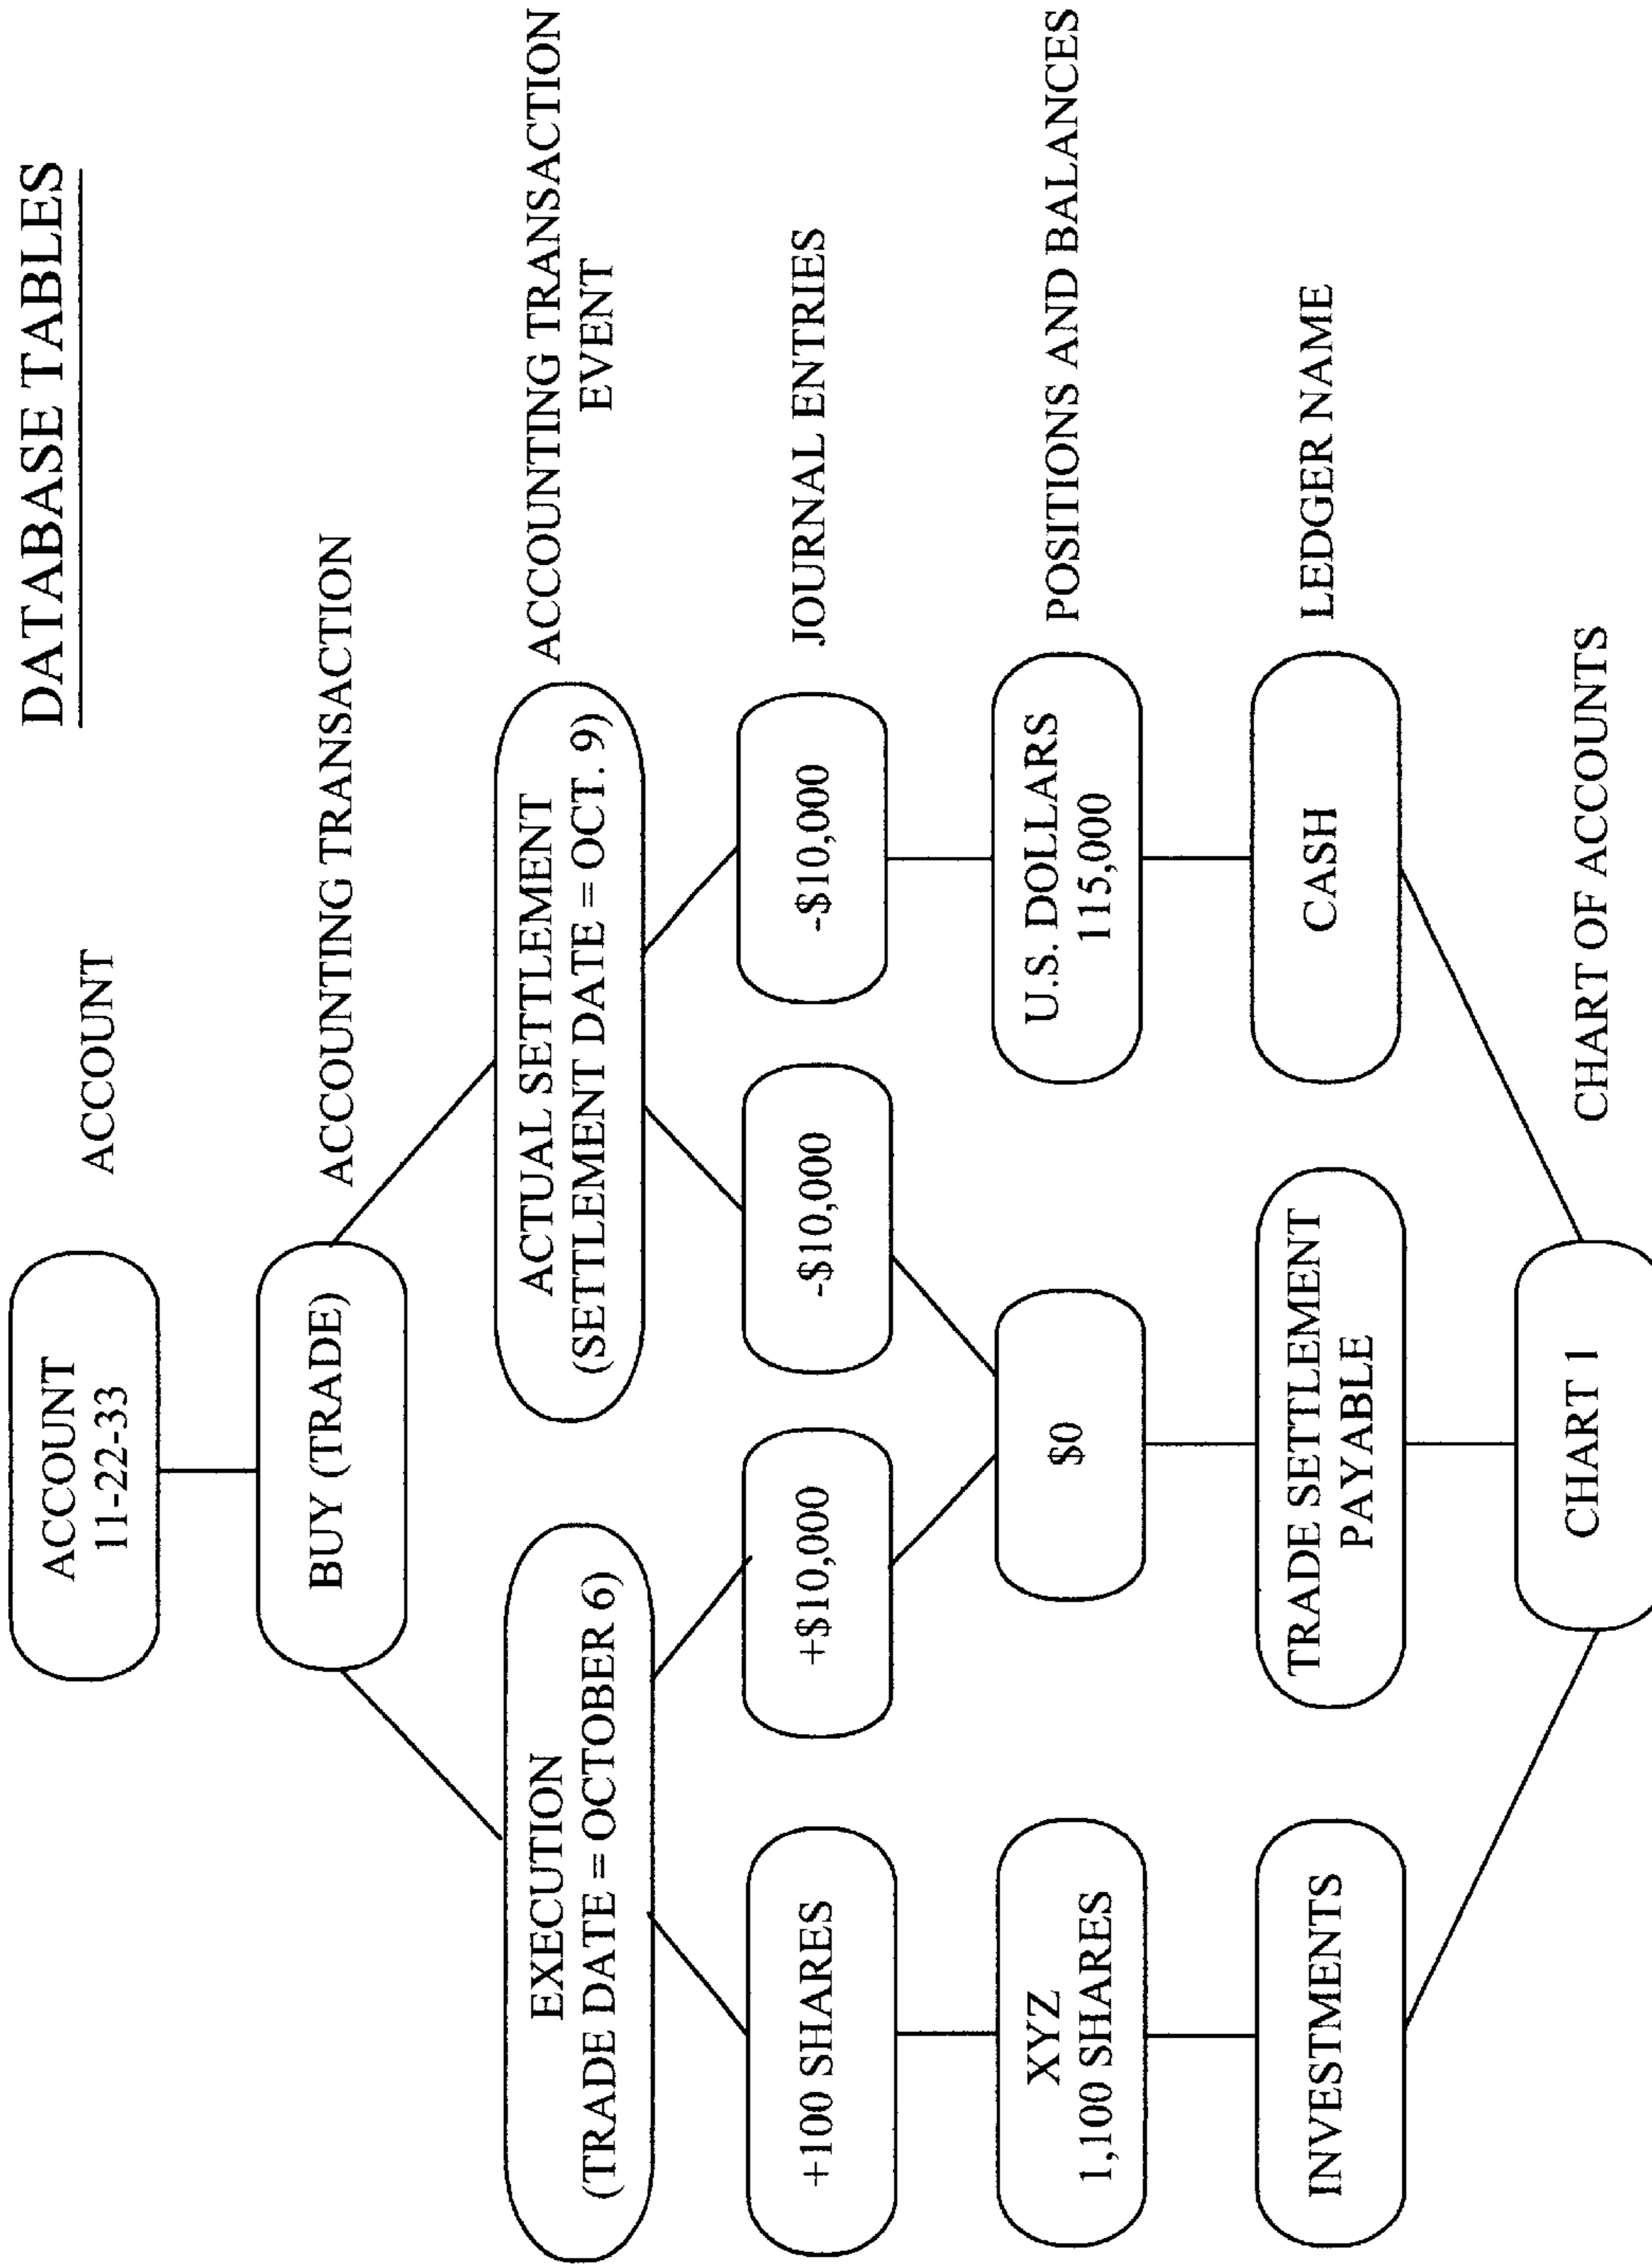 DATABASE TABLES
ACCOUNT
11-22-33
ACCOUNT
BUY (TRADE)
ACCOUNTING TRANSACTION
EXECUTION
(TRADE DATE = OCTOBER 6)
ACTUAL SETTLEMENT
(SETTLEMENT DATE = OCT. 9)
ACCOUNTING TRANSACTION
EVENT
+100 SHARES
+$10,000
-$10,000
-$10,000
JOURNAL ENTRIES
XYZ
1,100 SHARES
$0
U.S. DOLLARS
115,000
POSITIONS AND BALANCES
INVESTMENTS
TRADE SETTLEMENT
PAYABLE
CASH
LEDGER NAME
CHART 1
CHART OF ACCOUNTS